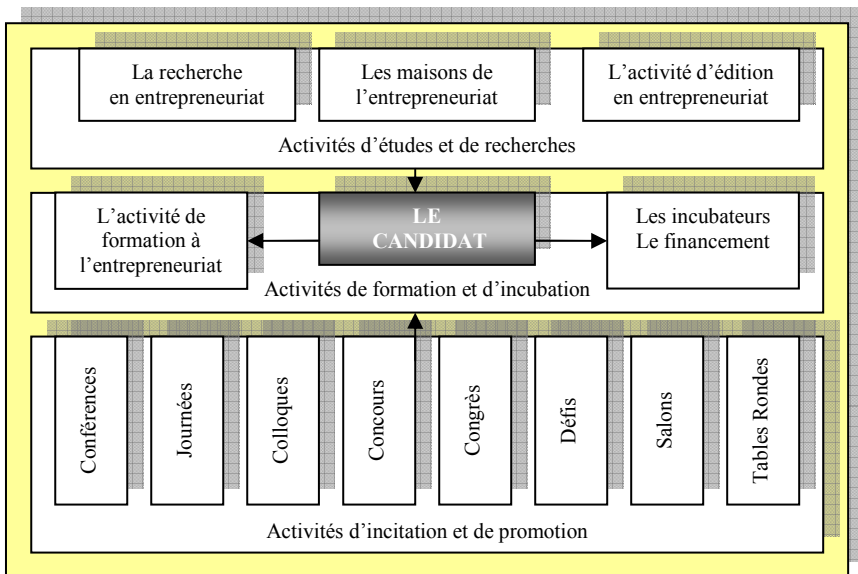 La recherche
en entrepreneuriat
Les maisons de
l’entrepreneuriat
L’activité d’édition
en entrepreneuriat
Activités d’études et de recherches
L’activité de
formation à
l’entrepreneuriat
LE
CANDIDAT
Les incubateurs
Le financement
Activités de formation et d’incubation
Conférences
Journées
Colloques
Concours
Congrès
Défis
Salons
Tables Rondes
Activités d’incitation et de promotion